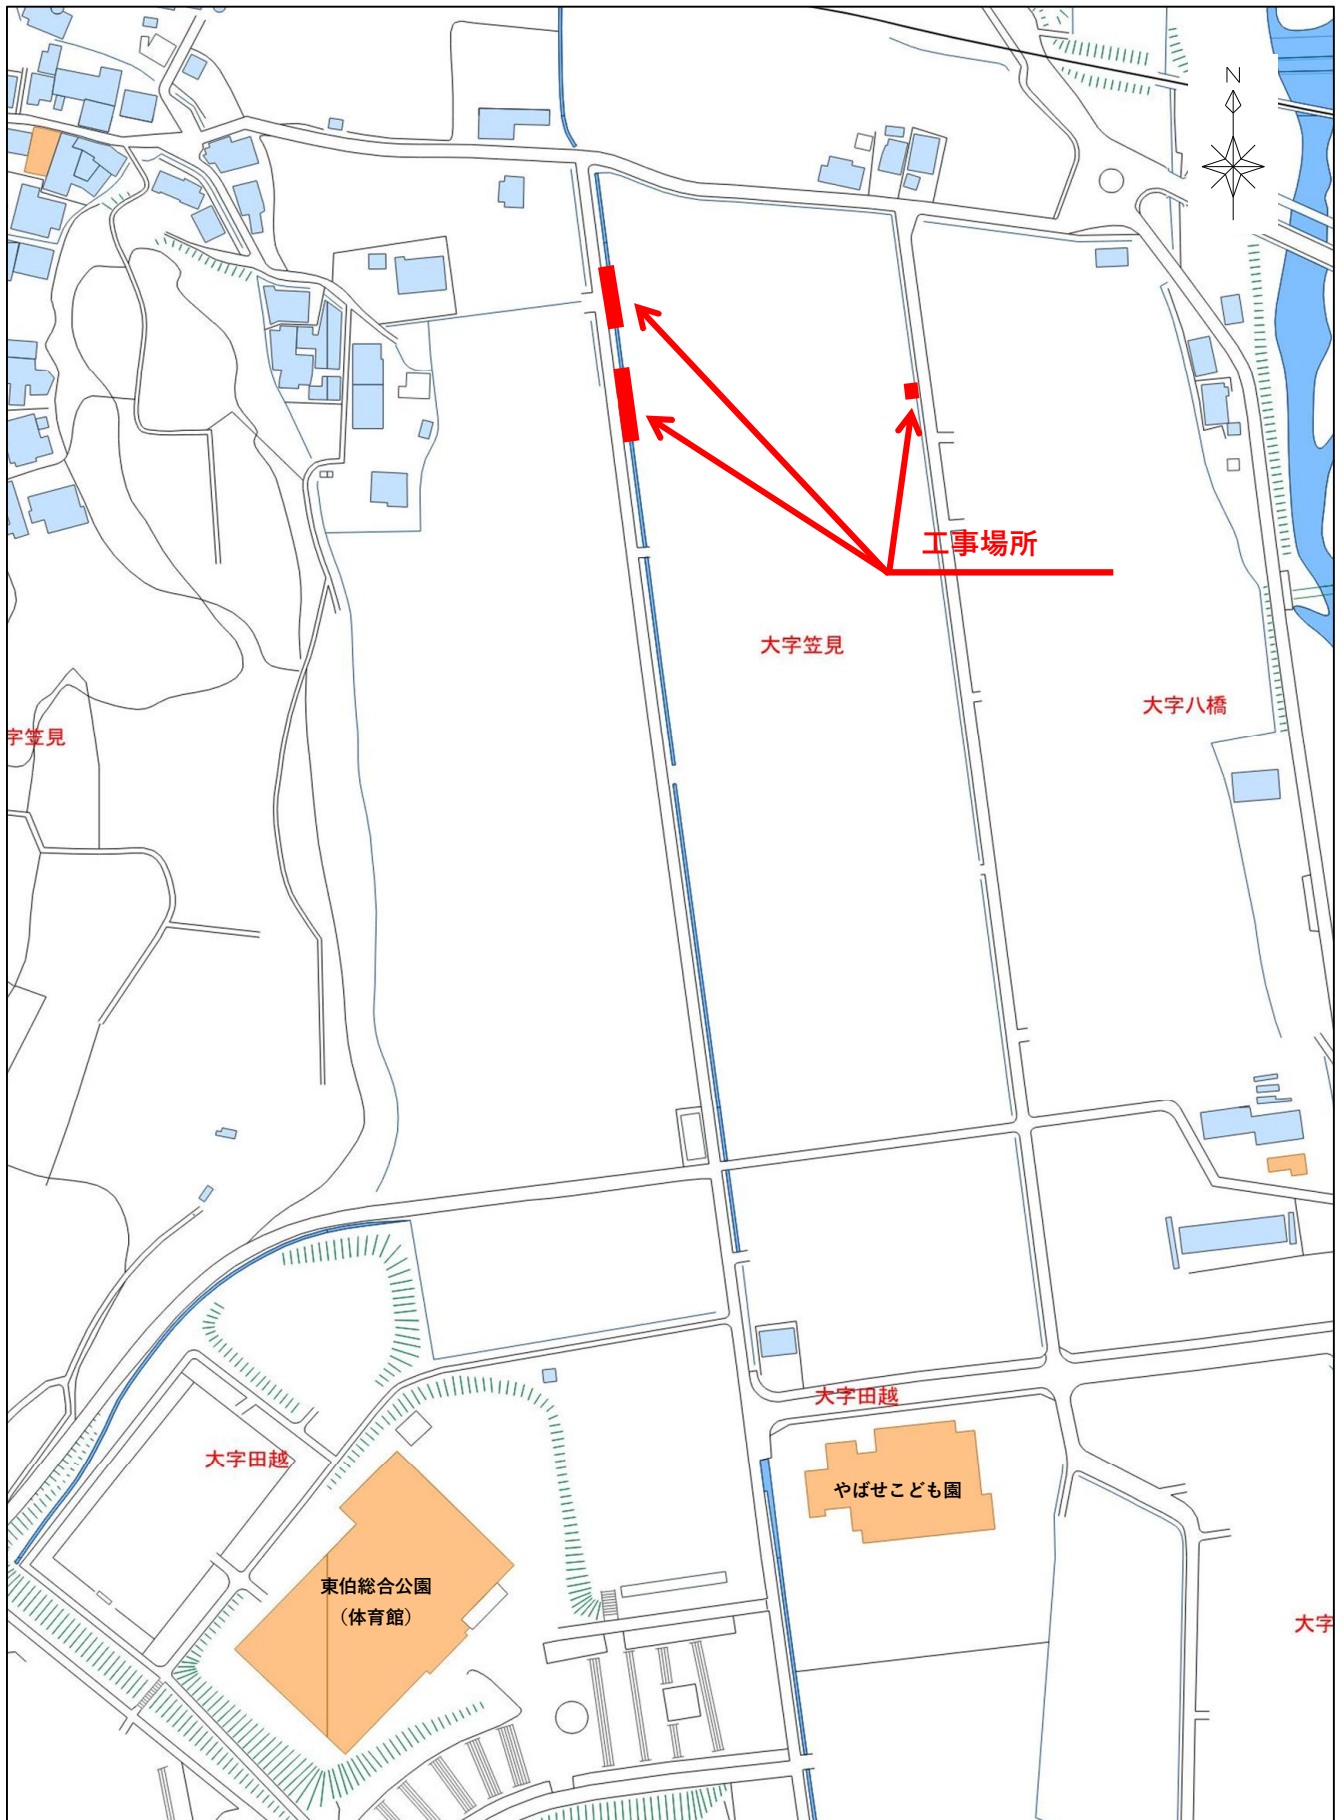 N
工事場所
大字笠見
大字八橋
字笠見
大字田越
大字田越
やばせこども園
東伯総合公園
（体育館）
大字